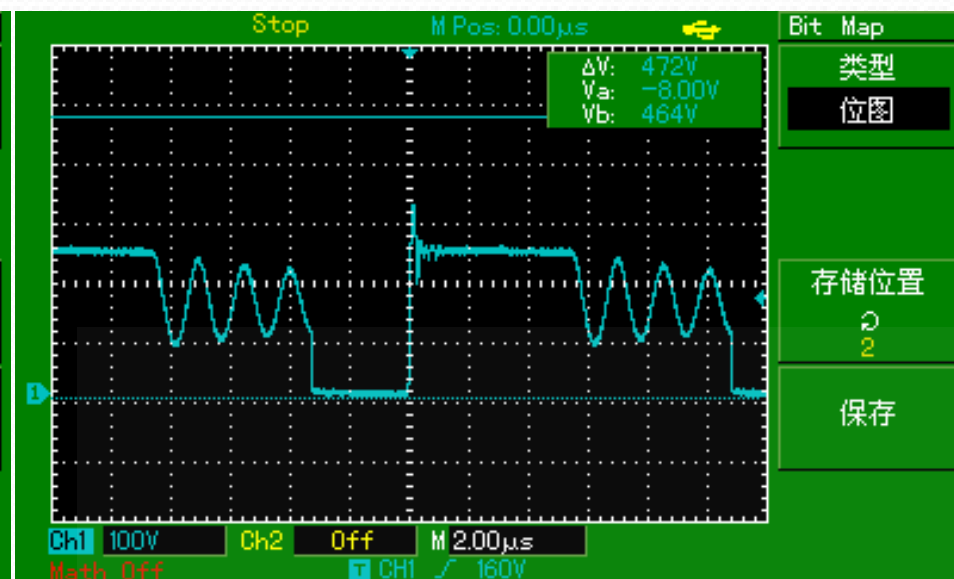 Stop M Pos: 0.00μs Bit Map
ΔV: 472V
Va: -8.00V
Vb: 464V
类型
位图
存储位置
2
保存
1
Ch1 100V Ch2 Off M 2.00μs
Math Off T CH1 160V